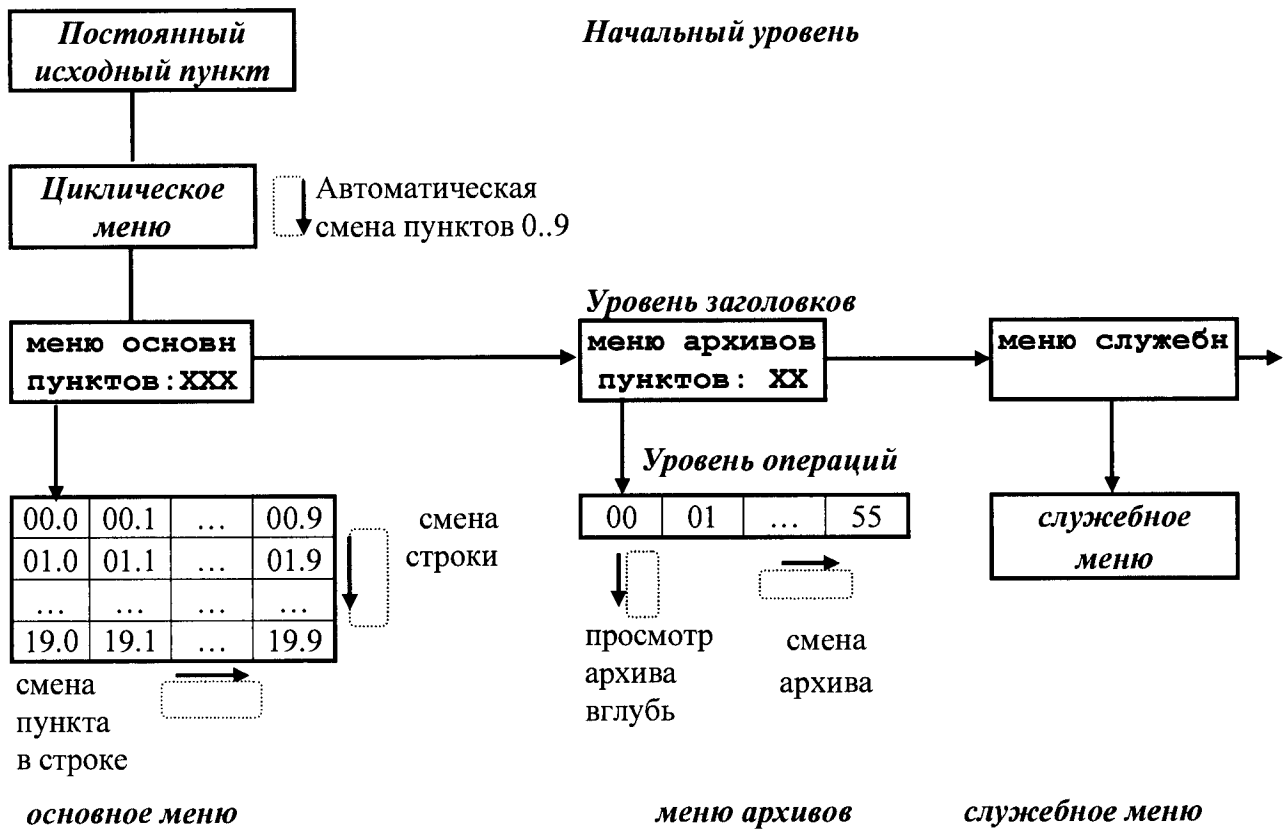 Постоянный
исходный пункт
Начальный уровень
Циклическое
меню
Автоматическая
смена пунктов 0..9
Уровень заголовков
меню основн
пунктов:XXX
меню архивов
пунктов: XX
меню служебн
Уровень операций
00.0 00.1 ... 00.9
01.0 01.1 ... 01.9
... ... ... ...
19.0 19.1 ... 19.9
смена
строки
00 01 ... 55
служебное
меню
смена
пункта
в строке
просмотр
архива
вглубь
смена
архива
основное меню
меню архивов
служебное меню